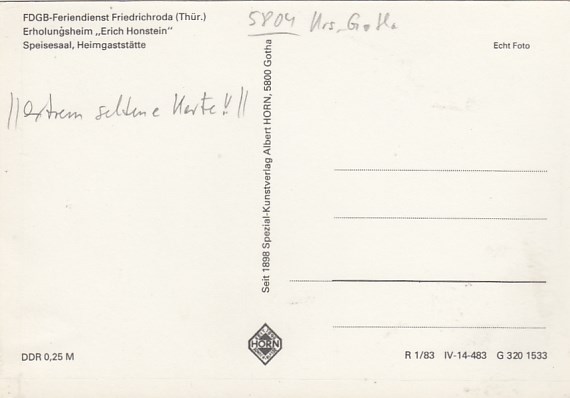 FDGB-Feriendienst Friedrichroda (Thür.)
Erholungsheim „Erich Honstein"
Speisesaal, Heimgaststätte
5804 Krs. Gotha
Echt Foto
//extrem seltene Karte!!//
Seit 1898 Spezial-Kunstverlag Albert HORN, 5800 Gotha
HORN
DDR 0,25 M
R 1/83 IV-14-483 G 320 1533